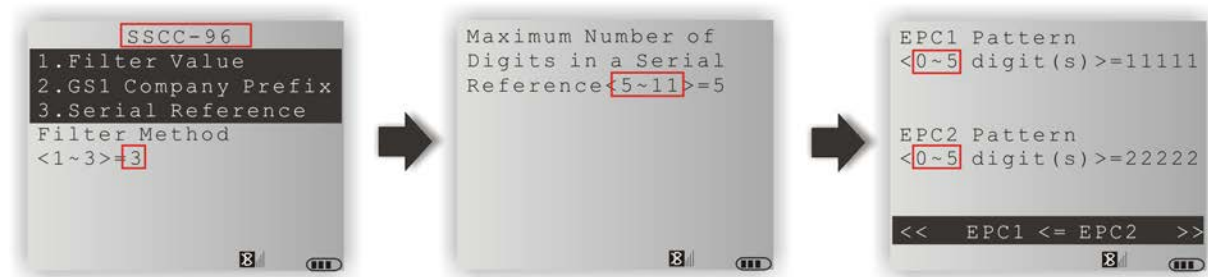 SSCC-96
1.Filter Value
2.GS1 Company Prefix
3.Serial Reference
Filter Method
<1~3>=3
Maximum Number of
Digits in a Serial
Reference<5~11>=5
EPC1 Pattern
<0~5 digit(s)>=11111
EPC2 Pattern
<0~5 digit(s)>=22222
<< EPC1 <= EPC2 >>